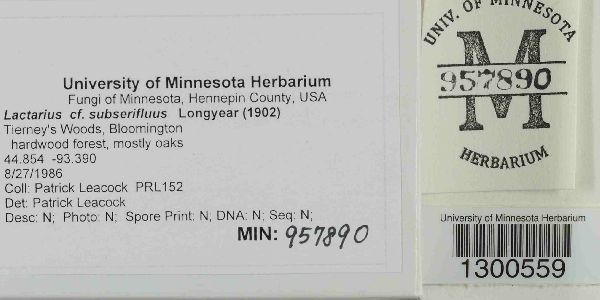 University of Minnesota Herbarium
Fungi of Minnesota, Hennepin County, USA
Lactarius cf. subserifluus Longyear (1902)
Tierney's Woods, Bloomington
hardwood forest, mostly oaks
44.854 -93.390
8/27/1986
Coll: Patrick Leacock PRL152
Det: Patrick Leacock
Desc: N; Photo: N; Spore Print: N; DNA: N; Seq: N;
MIN: 957890
UNIV. OF MINNESOTA
M
957890
HERBARIUM
University of Minnesota Herbarium
1300559